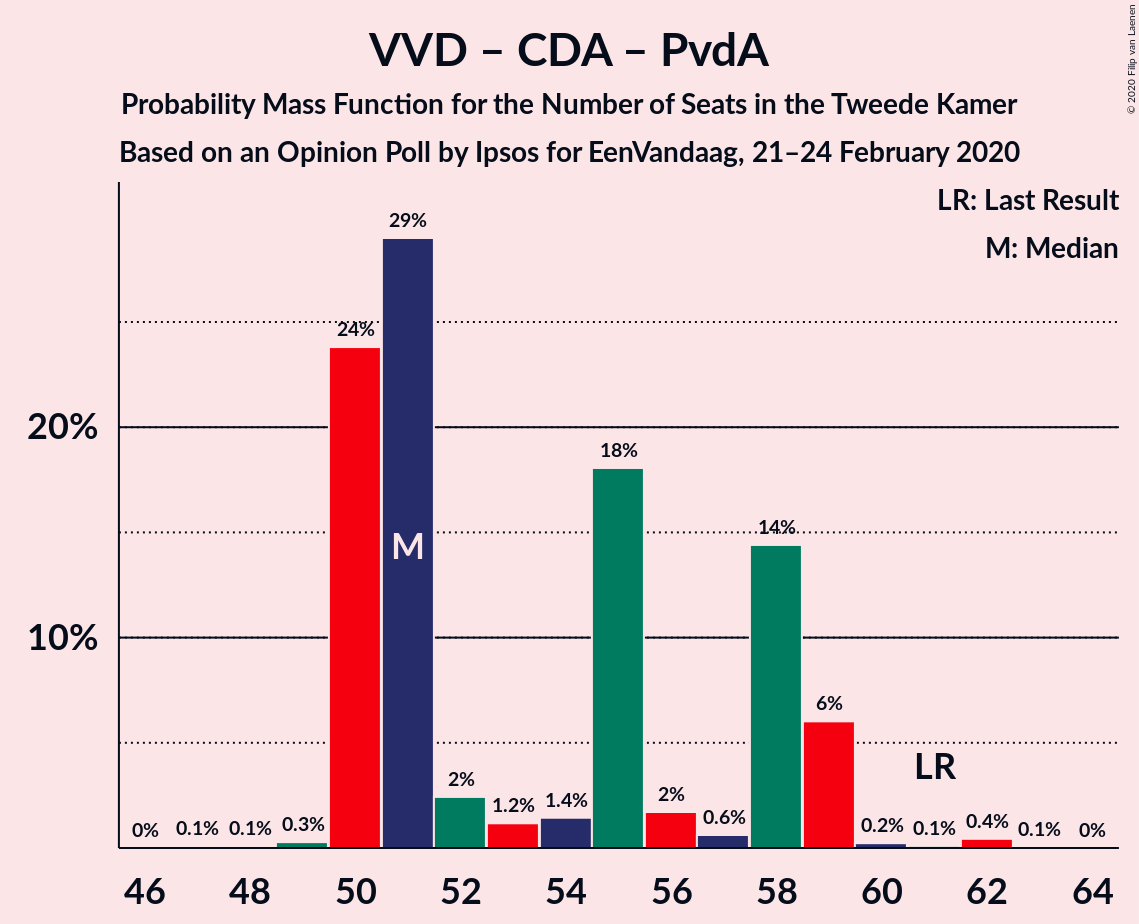 VVD – CDA – PvdA
Probability Mass Function for the Number of Seats in the Tweede Kamer
Based on an Opinion Poll by Ipsos for EenVandaag, 21–24 February 2020
© 2020 Filip van Laenen
LR: Last Result
M: Median
20%
10%
0%
0.1%
0.1%
0.3%
24%
29%
2%
1.2%
1.4%
18%
2%
0.6%
14%
6%
0.2%
0.1%
0.4%
0.1%
0%
M
LR
46 48 50 52 54 56 58 60 62 64